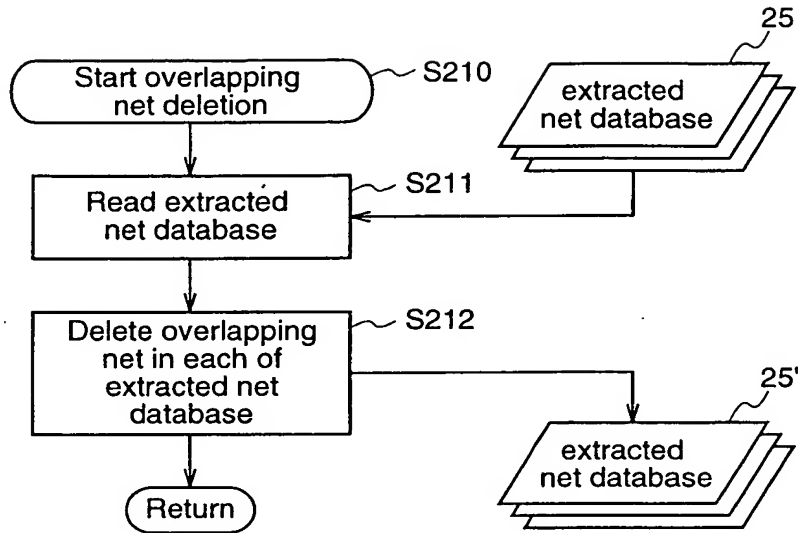 Start overlapping
net deletion
S210
25
extracted
net database
Read extracted
net database
S211
Delete overlapping
net in each of
extracted net
database
S212
25'
extracted
net database
Return